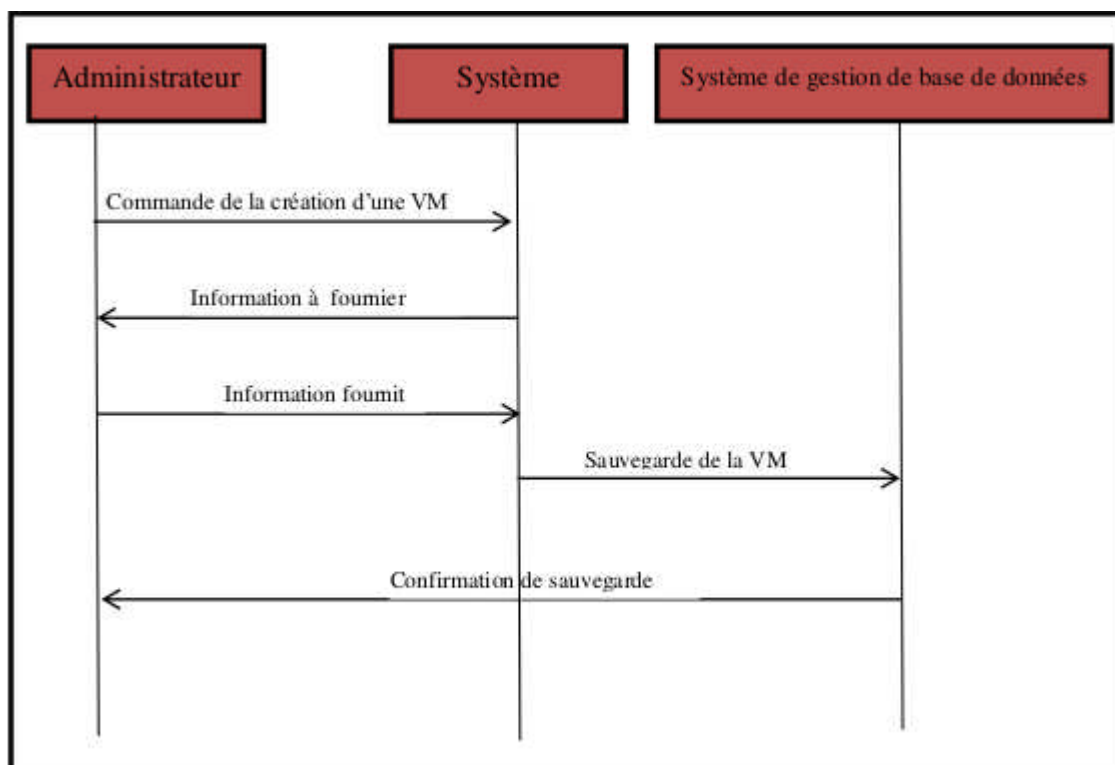 Administrateur
Système
Système de gestion de base de données
Commande de la création d'une VM
Information à fournier
Information fournit
Sauvegarde de la VM
Confirmation de sauvegarde